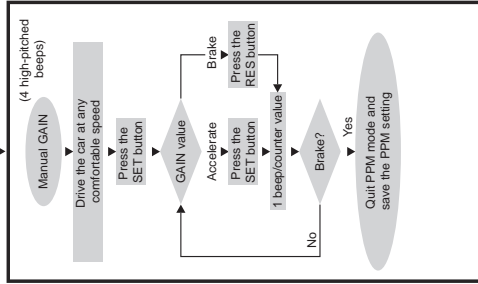 (4 high-pitched
beeps)
Manual GAIN
Drive the car at any
comfortable speed
Press the
SET button
GAIN value
Accelerate
Brake
Press the
SET button
Press the
RES button
1 beep/counter value
Brake?
No
Yes
Quit PPM mode and
save the PPM setting